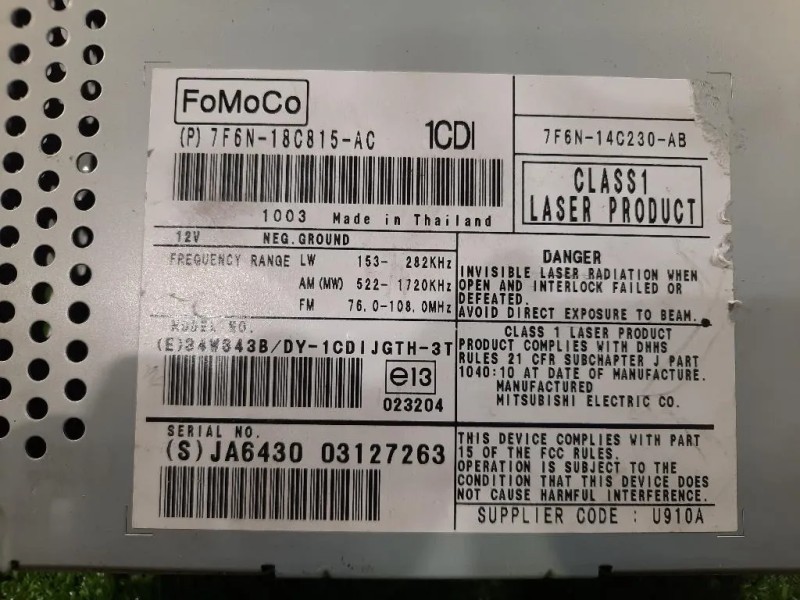 FoMoCo
(P) 7F6N-18C815-AC 1CDI
7F6N-14C230-AB
CLASS1
LASER PRODUCT
1003 Made in Thailand
12V NEG.GROUND
FREQUENCY RANGE LW 153- 282KHz
AM(MW) 522- 1720KHz
FM 76.0-108.0MHz
MODEL NO.
(E)34W343B/DY-1CDIJGTH-3T
e13
023204
DANGER
INVISIBLE LASER RADIATION WHEN
OPEN AND INTERLOCK FAILED OR
DEFEATED.
AVOID DIRECT EXPOSURE TO BEAM.
CLASS 1 LASER PRODUCT
PRODUCT COMPLIES WITH DHHS
RULES 21 CFR SUBCHAPTER J PART
1040:10 AT DATE OF MANUFACTURE.
MANUFACTURED
MITSUBISHI ELECTRIC CO.
SERIAL NO.
(S) JA6430 03127263
THIS DEVICE COMPLIES WITH PART
15 OF THE FCC RULES.
OPERATION IS SUBJECT TO THE
CONDITION THAT THIS DEVICE DOES
NOT CAUSE HARMFUL INTERFERENCE.
SUPPLIER CODE : U910A